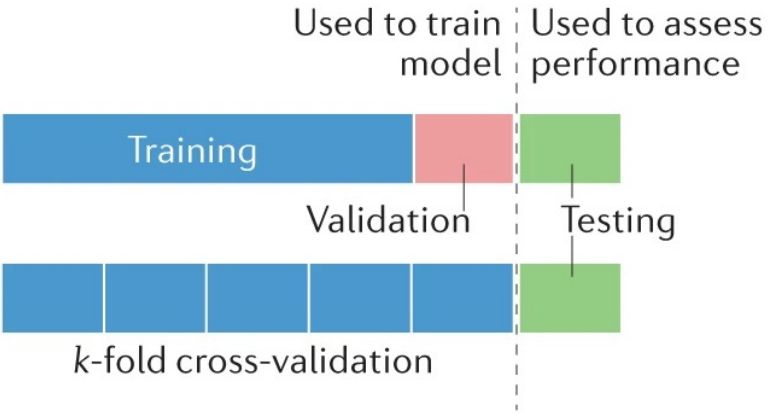 Used to train
model
Used to assess
performance
Training
Validation
Testing
k-fold cross-validation